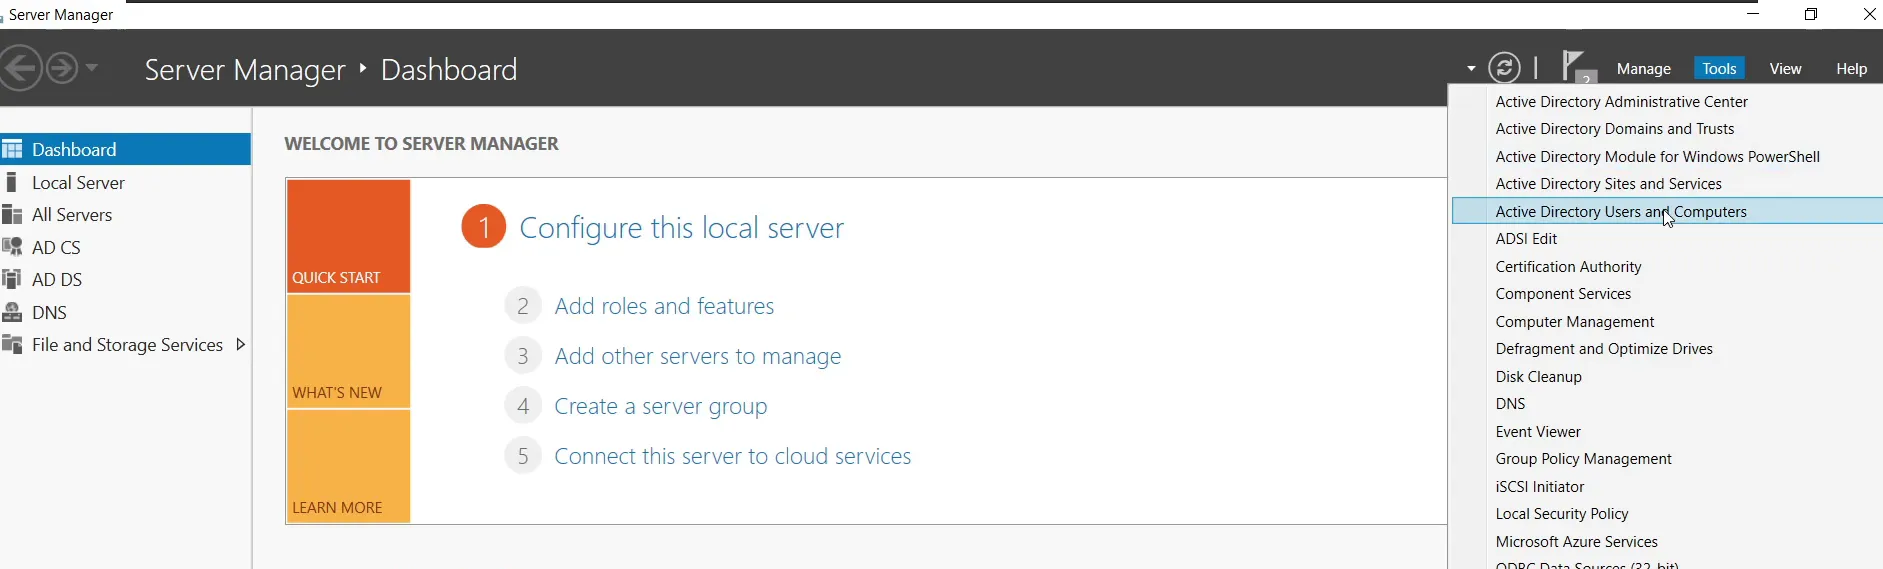 Server Manager
Server Manager ‣ Dashboard
2
Manage
Tools
View
Help
Dashboard
Local Server
All Servers
AD CS
AD DS
DNS
File and Storage Services
WELCOME TO SERVER MANAGER
QUICK START
WHAT'S NEW
LEARN MORE
1 Configure this local server
2 Add roles and features
3 Add other servers to manage
4 Create a server group
5 Connect this server to cloud services
Active Directory Administrative Center
Active Directory Domains and Trusts
Active Directory Module for Windows PowerShell
Active Directory Sites and Services
Active Directory Users and Computers
ADSI Edit
Certification Authority
Component Services
Computer Management
Defragment and Optimize Drives
Disk Cleanup
DNS
Event Viewer
Group Policy Management
iSCSI Initiator
Local Security Policy
Microsoft Azure Services
ODBC Data Sources (32-bit)